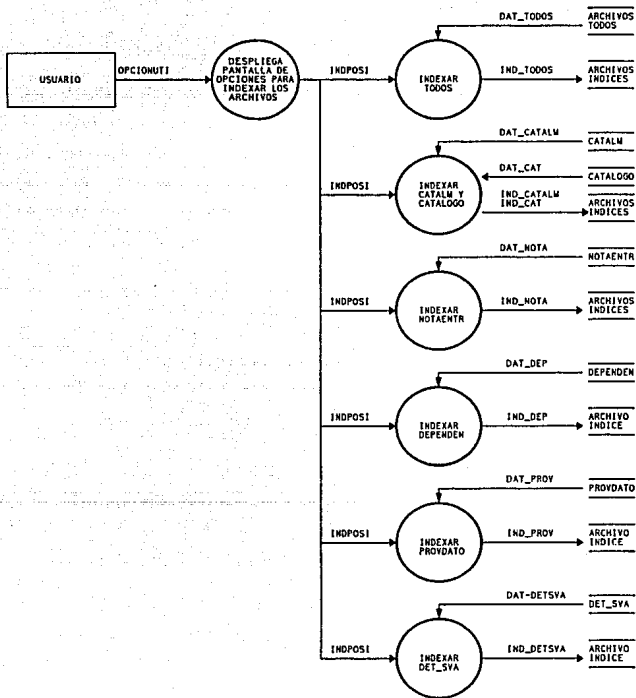 DAT_TODOS
ARCHIVOS
TODOS
USUARIO
OPCIONUTI
DESPLIEGA
PANTALLA DE
OPCIONES PARA
INDEXAR LOS
ARCHIVOS
INDPOSI
INDEXAR
TODOS
IND_TODOS
ARCHIVOS
INDICES
DAT_CATALM
CATALM
DAT_CAT
CATALOGO
INDPOSI
INDEXAR
CATALM Y
CATALOGO
IND_CATALM
IND_CAT
ARCHIVOS
INDICES
DAT_NOTA
NOTAENTR
INDPOSI
INDEXAR
NOTAENTR
IND_NOTA
ARCHIVOS
INDICES
DAT_DEP
DEPENDEN
INDPOSI
INDEXAR
DEPENDEN
IND_DEP
ARCHIVO
INDICE
DAT_PROV
PROVDATO
INDPOSI
INDEXAR
PROVDATO
IND_PROV
ARCHIVO
INDICE
DAT-DETSVA
DET_SVA
INDPOSI
INDEXAR
DET_SVA
IND_DETSVA
ARCHIVO
INDICE